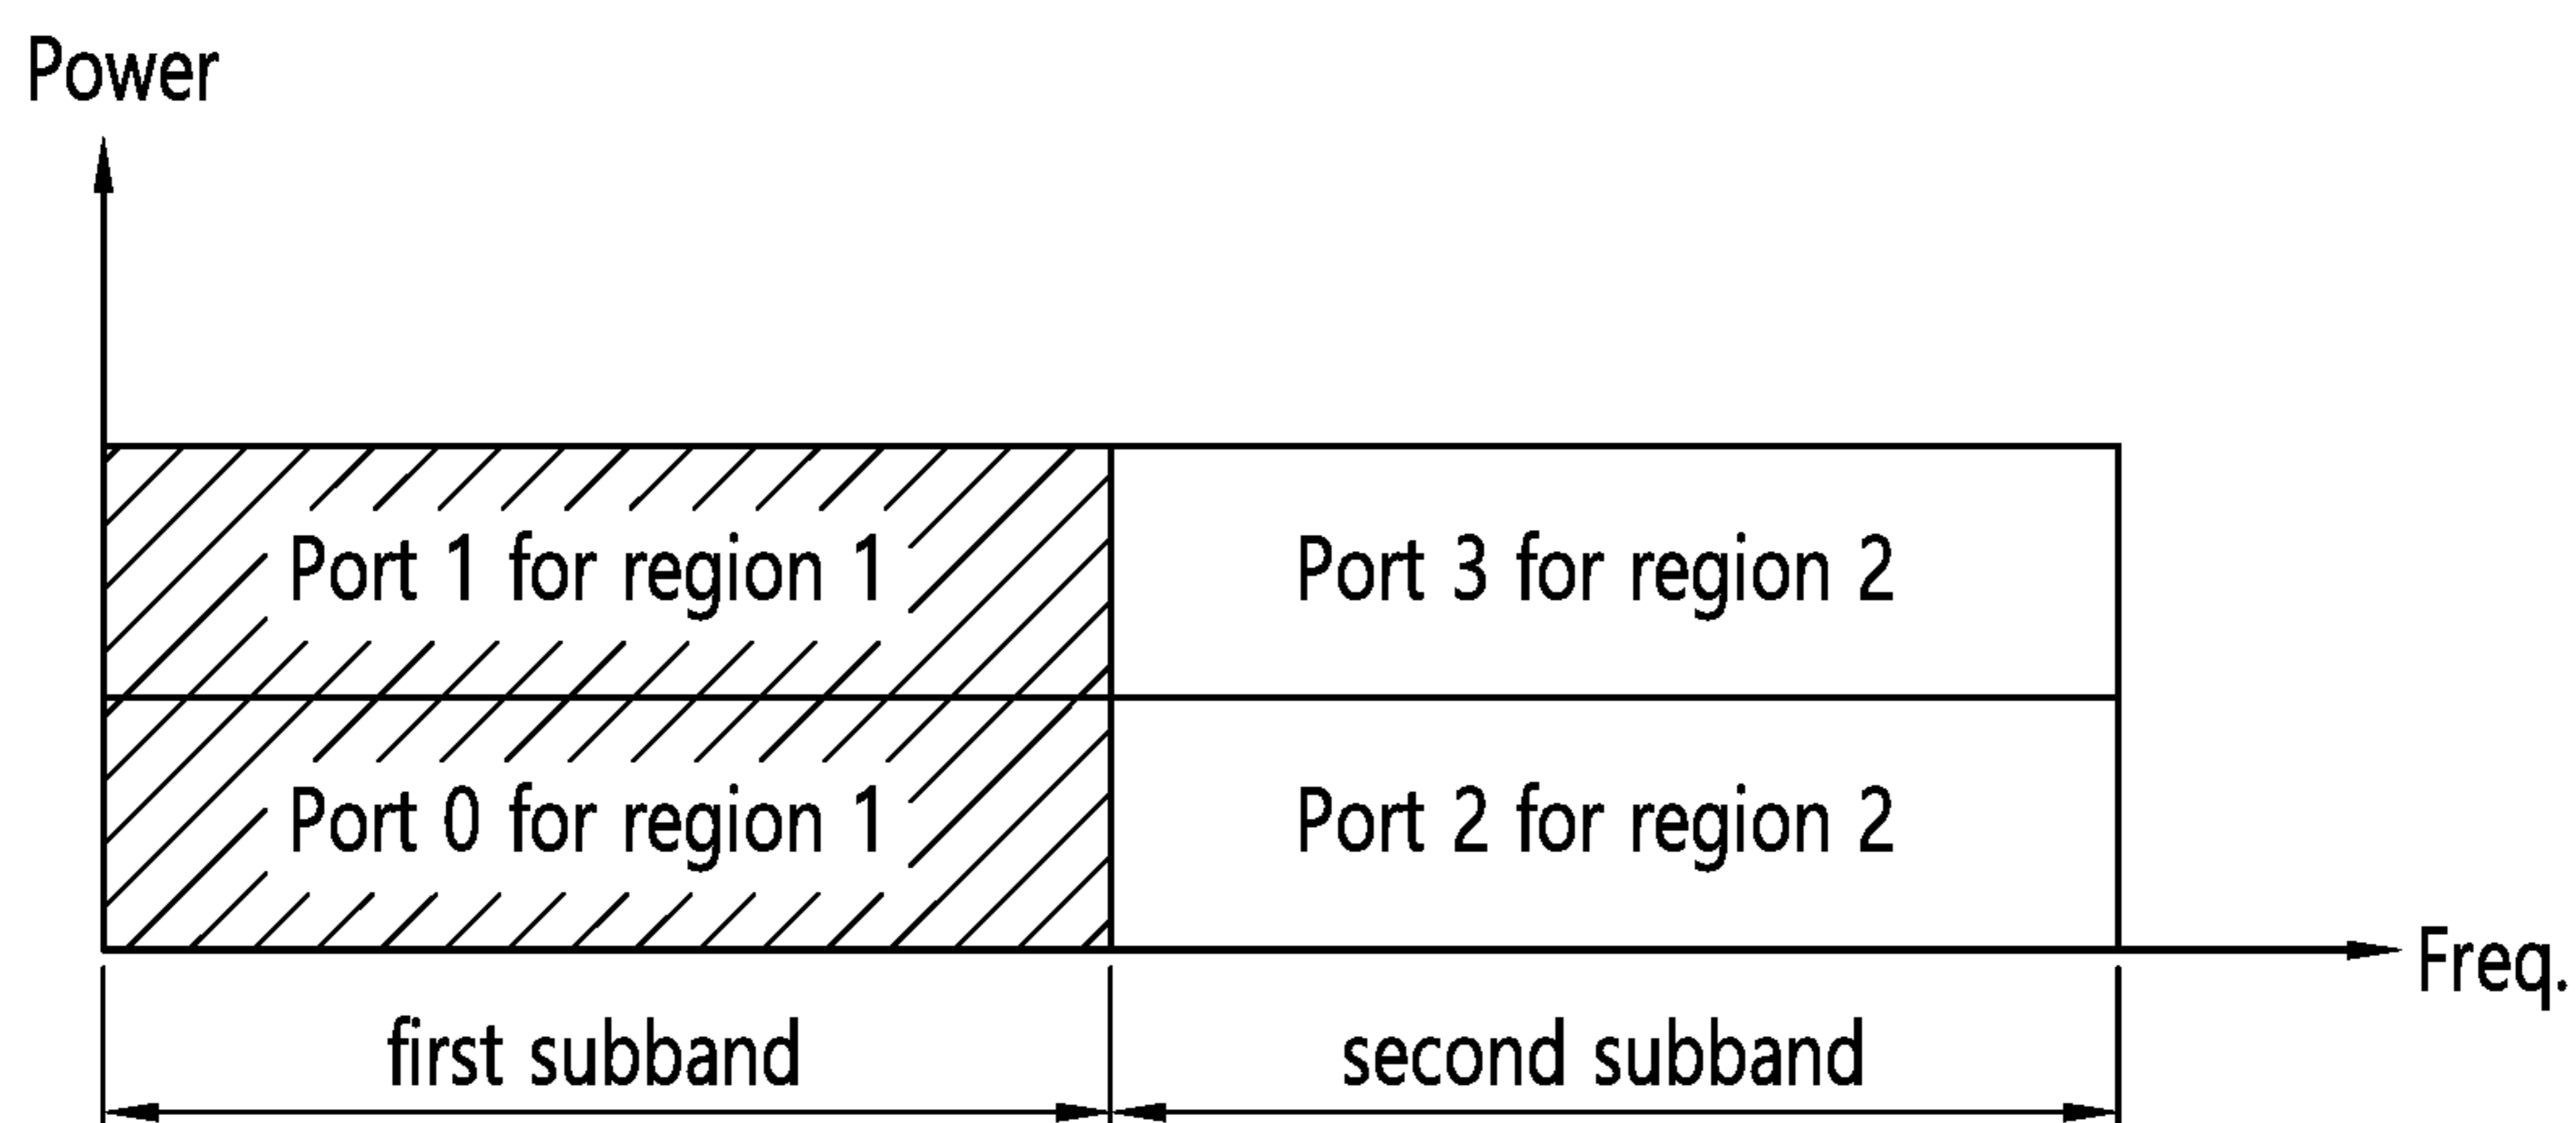 Power
Port 1 for region 1
Port 3 for region 2
Port 0 for region 1
Port 2 for region 2
Freq.
first subband
second subband